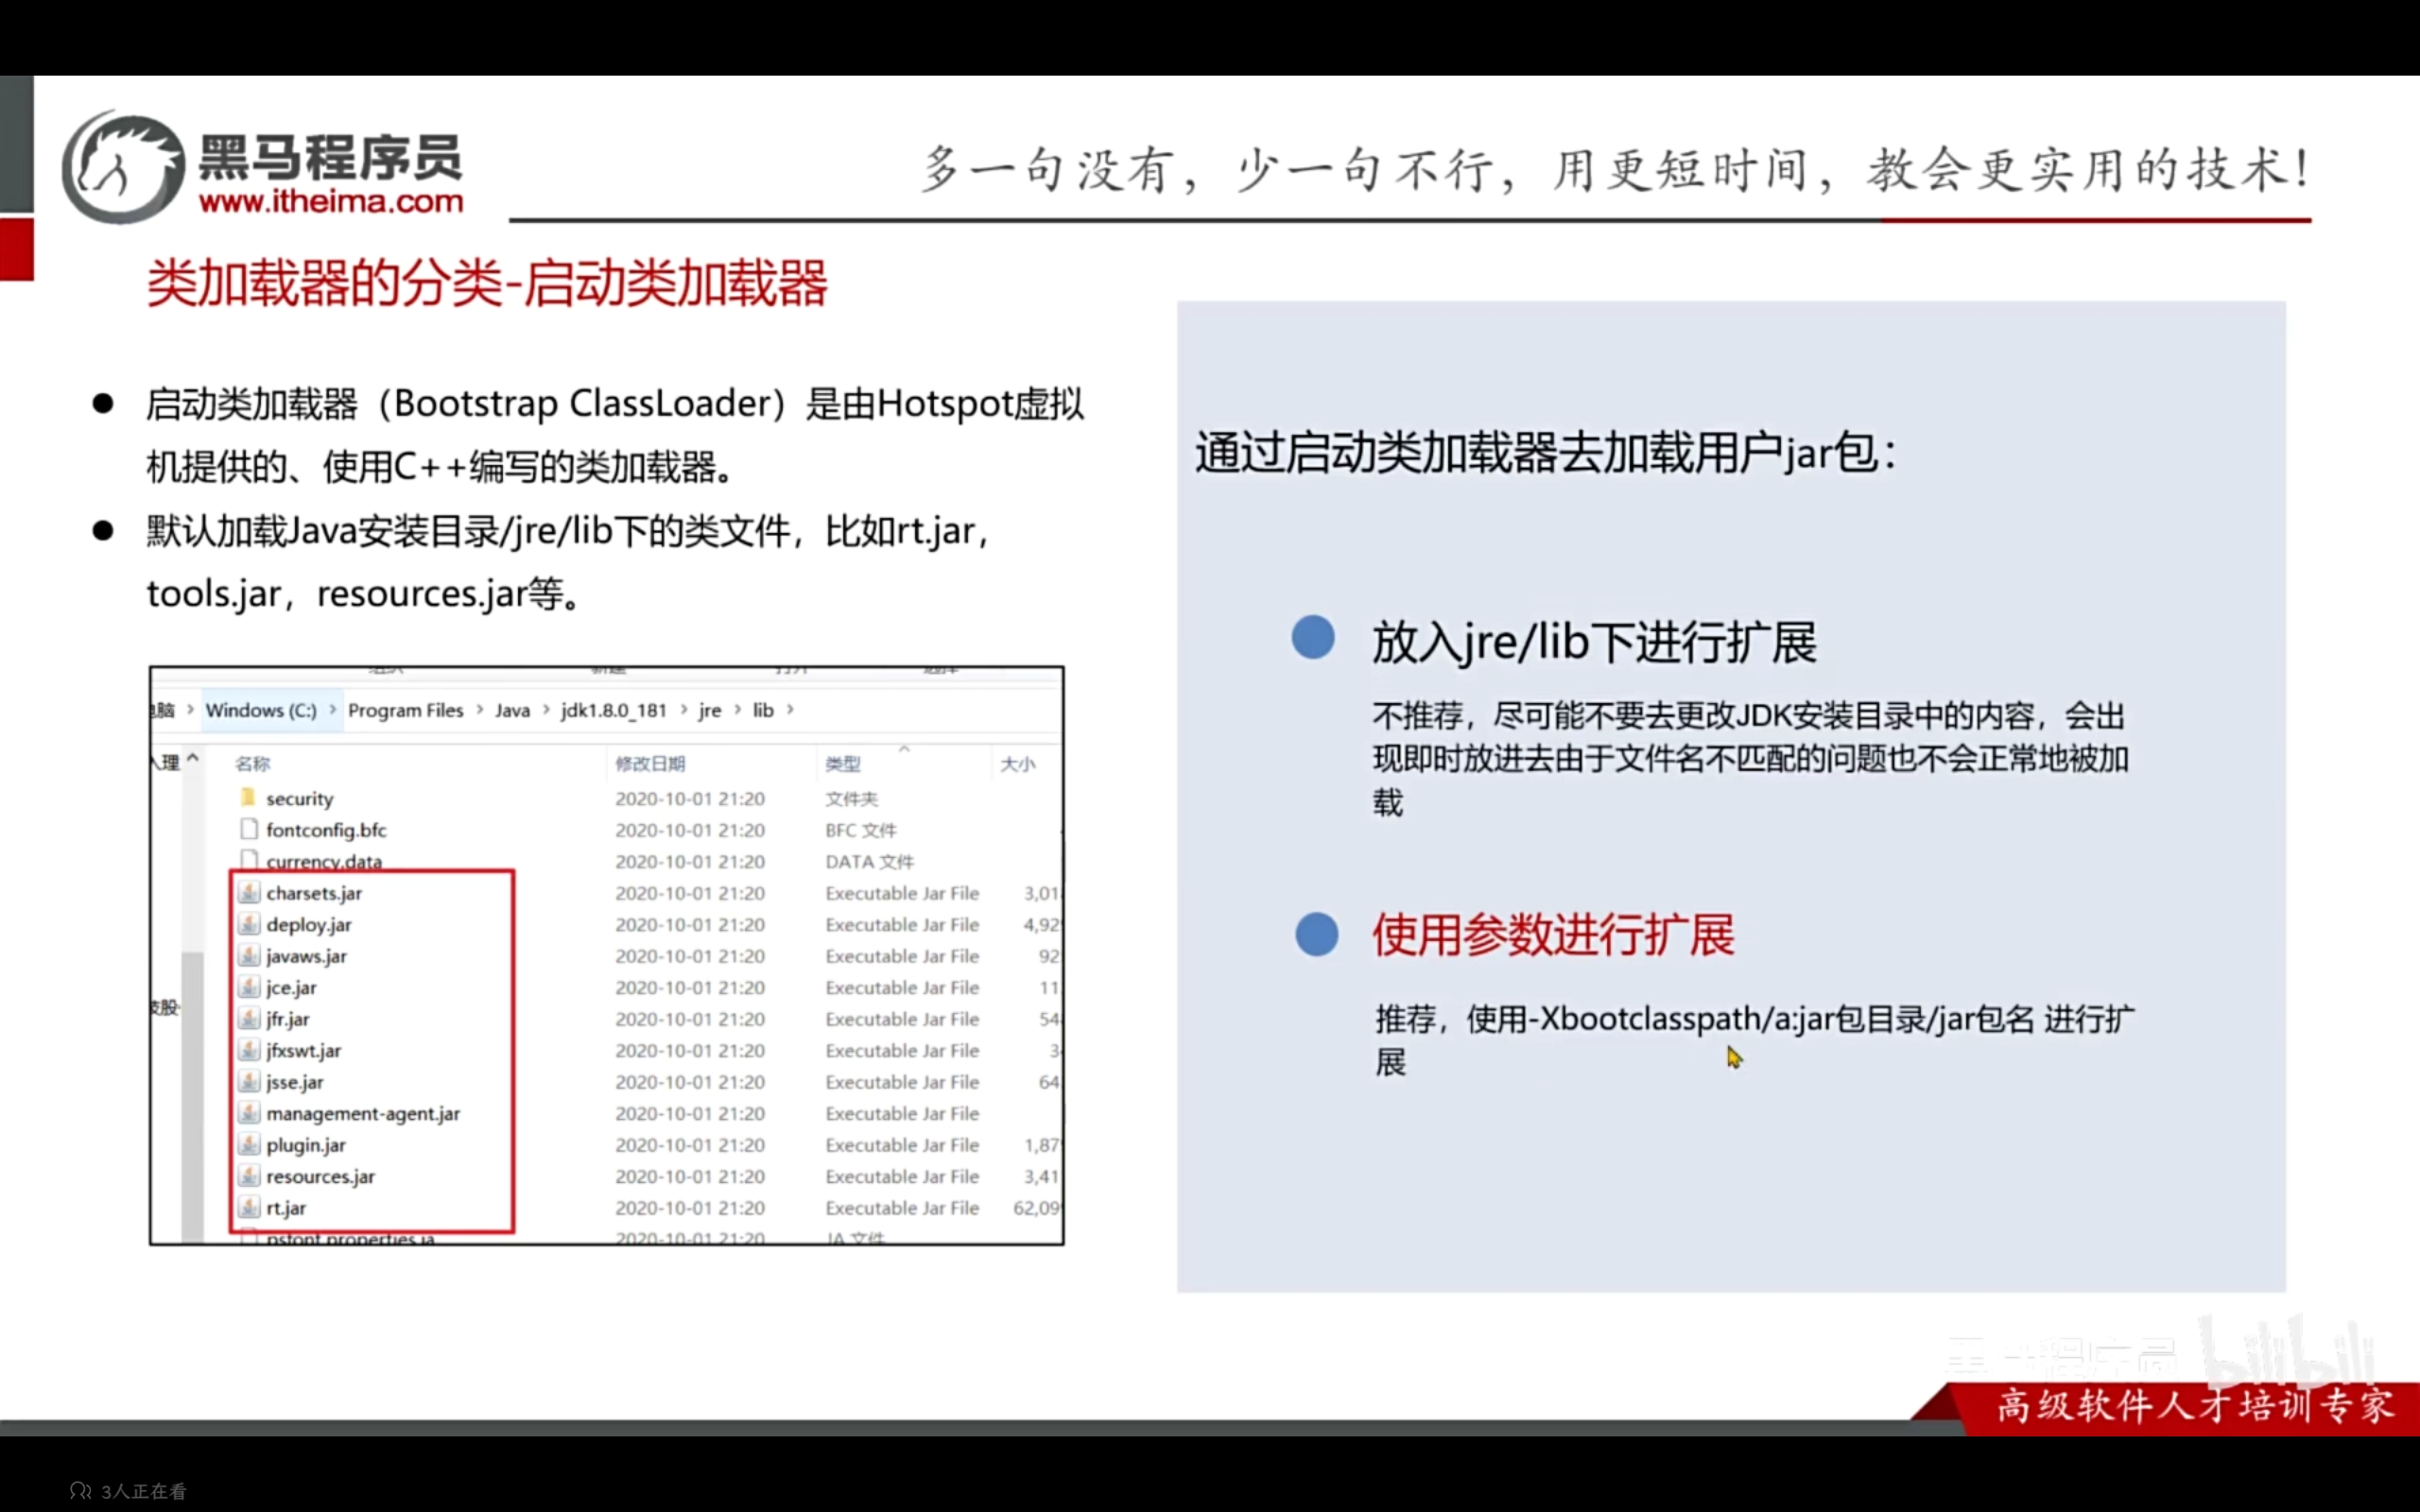 黑马程序员
www.itheima.com
多一句没有，少一句不行，用更短时间，教会更实用的技术！
类加载器的分类-启动类加载器
● 启动类加载器（Bootstrap ClassLoader）是由Hotspot虚拟
机提供的、使用C++编写的类加载器。
● 默认加载Java安装目录/jre/lib下的类文件，比如rt.jar，
tools.jar，resources.jar等。
脑 > Windows (C:) > Program Files > Java > jdk1.8.0_181 > jre > lib >
名称 修改日期 类型 大小
security 2020-10-01 21:20 文件夹
fontconfig.bfc 2020-10-01 21:20 BFC 文件
currency.data 2020-10-01 21:20 DATA 文件
charsets.jar 2020-10-01 21:20 Executable Jar File 3,01
deploy.jar 2020-10-01 21:20 Executable Jar File 4,92
javaws.jar 2020-10-01 21:20 Executable Jar File 92
jce.jar 2020-10-01 21:20 Executable Jar File 11
jfr.jar 2020-10-01 21:20 Executable Jar File 54
jfxswt.jar 2020-10-01 21:20 Executable Jar File 3
jsse.jar 2020-10-01 21:20 Executable Jar File 64
management-agent.jar 2020-10-01 21:20 Executable Jar File
plugin.jar 2020-10-01 21:20 Executable Jar File 1,87
resources.jar 2020-10-01 21:20 Executable Jar File 3,41
rt.jar 2020-10-01 21:20 Executable Jar File 62,09
psfont.properties.ja 2020-10-01 21:20 JA 文件
通过启动类加载器去加载用户jar包：
放入jre/lib下进行扩展
不推荐，尽可能不要去更改JDK安装目录中的内容，会出
现即时放进去由于文件名不匹配的问题也不会正常地被加
载
使用参数进行扩展
推荐，使用-Xbootclasspath/a:jar包目录/jar包名 进行扩
展
黑马程序员 bilibili
高级软件人才培训专家
3人正在看